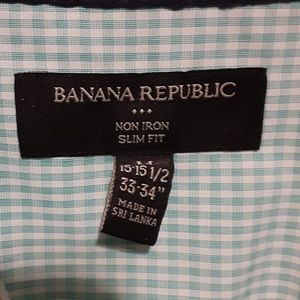 BANANA REPUBLIC
NON IRON
SLIM FIT
M
15-15 1/2
33-34"
MADE IN
SRI LANKA